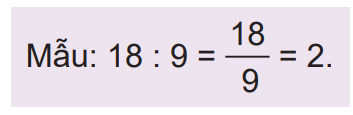 Mẫu: 18 : 9 = 18/9 = 2.